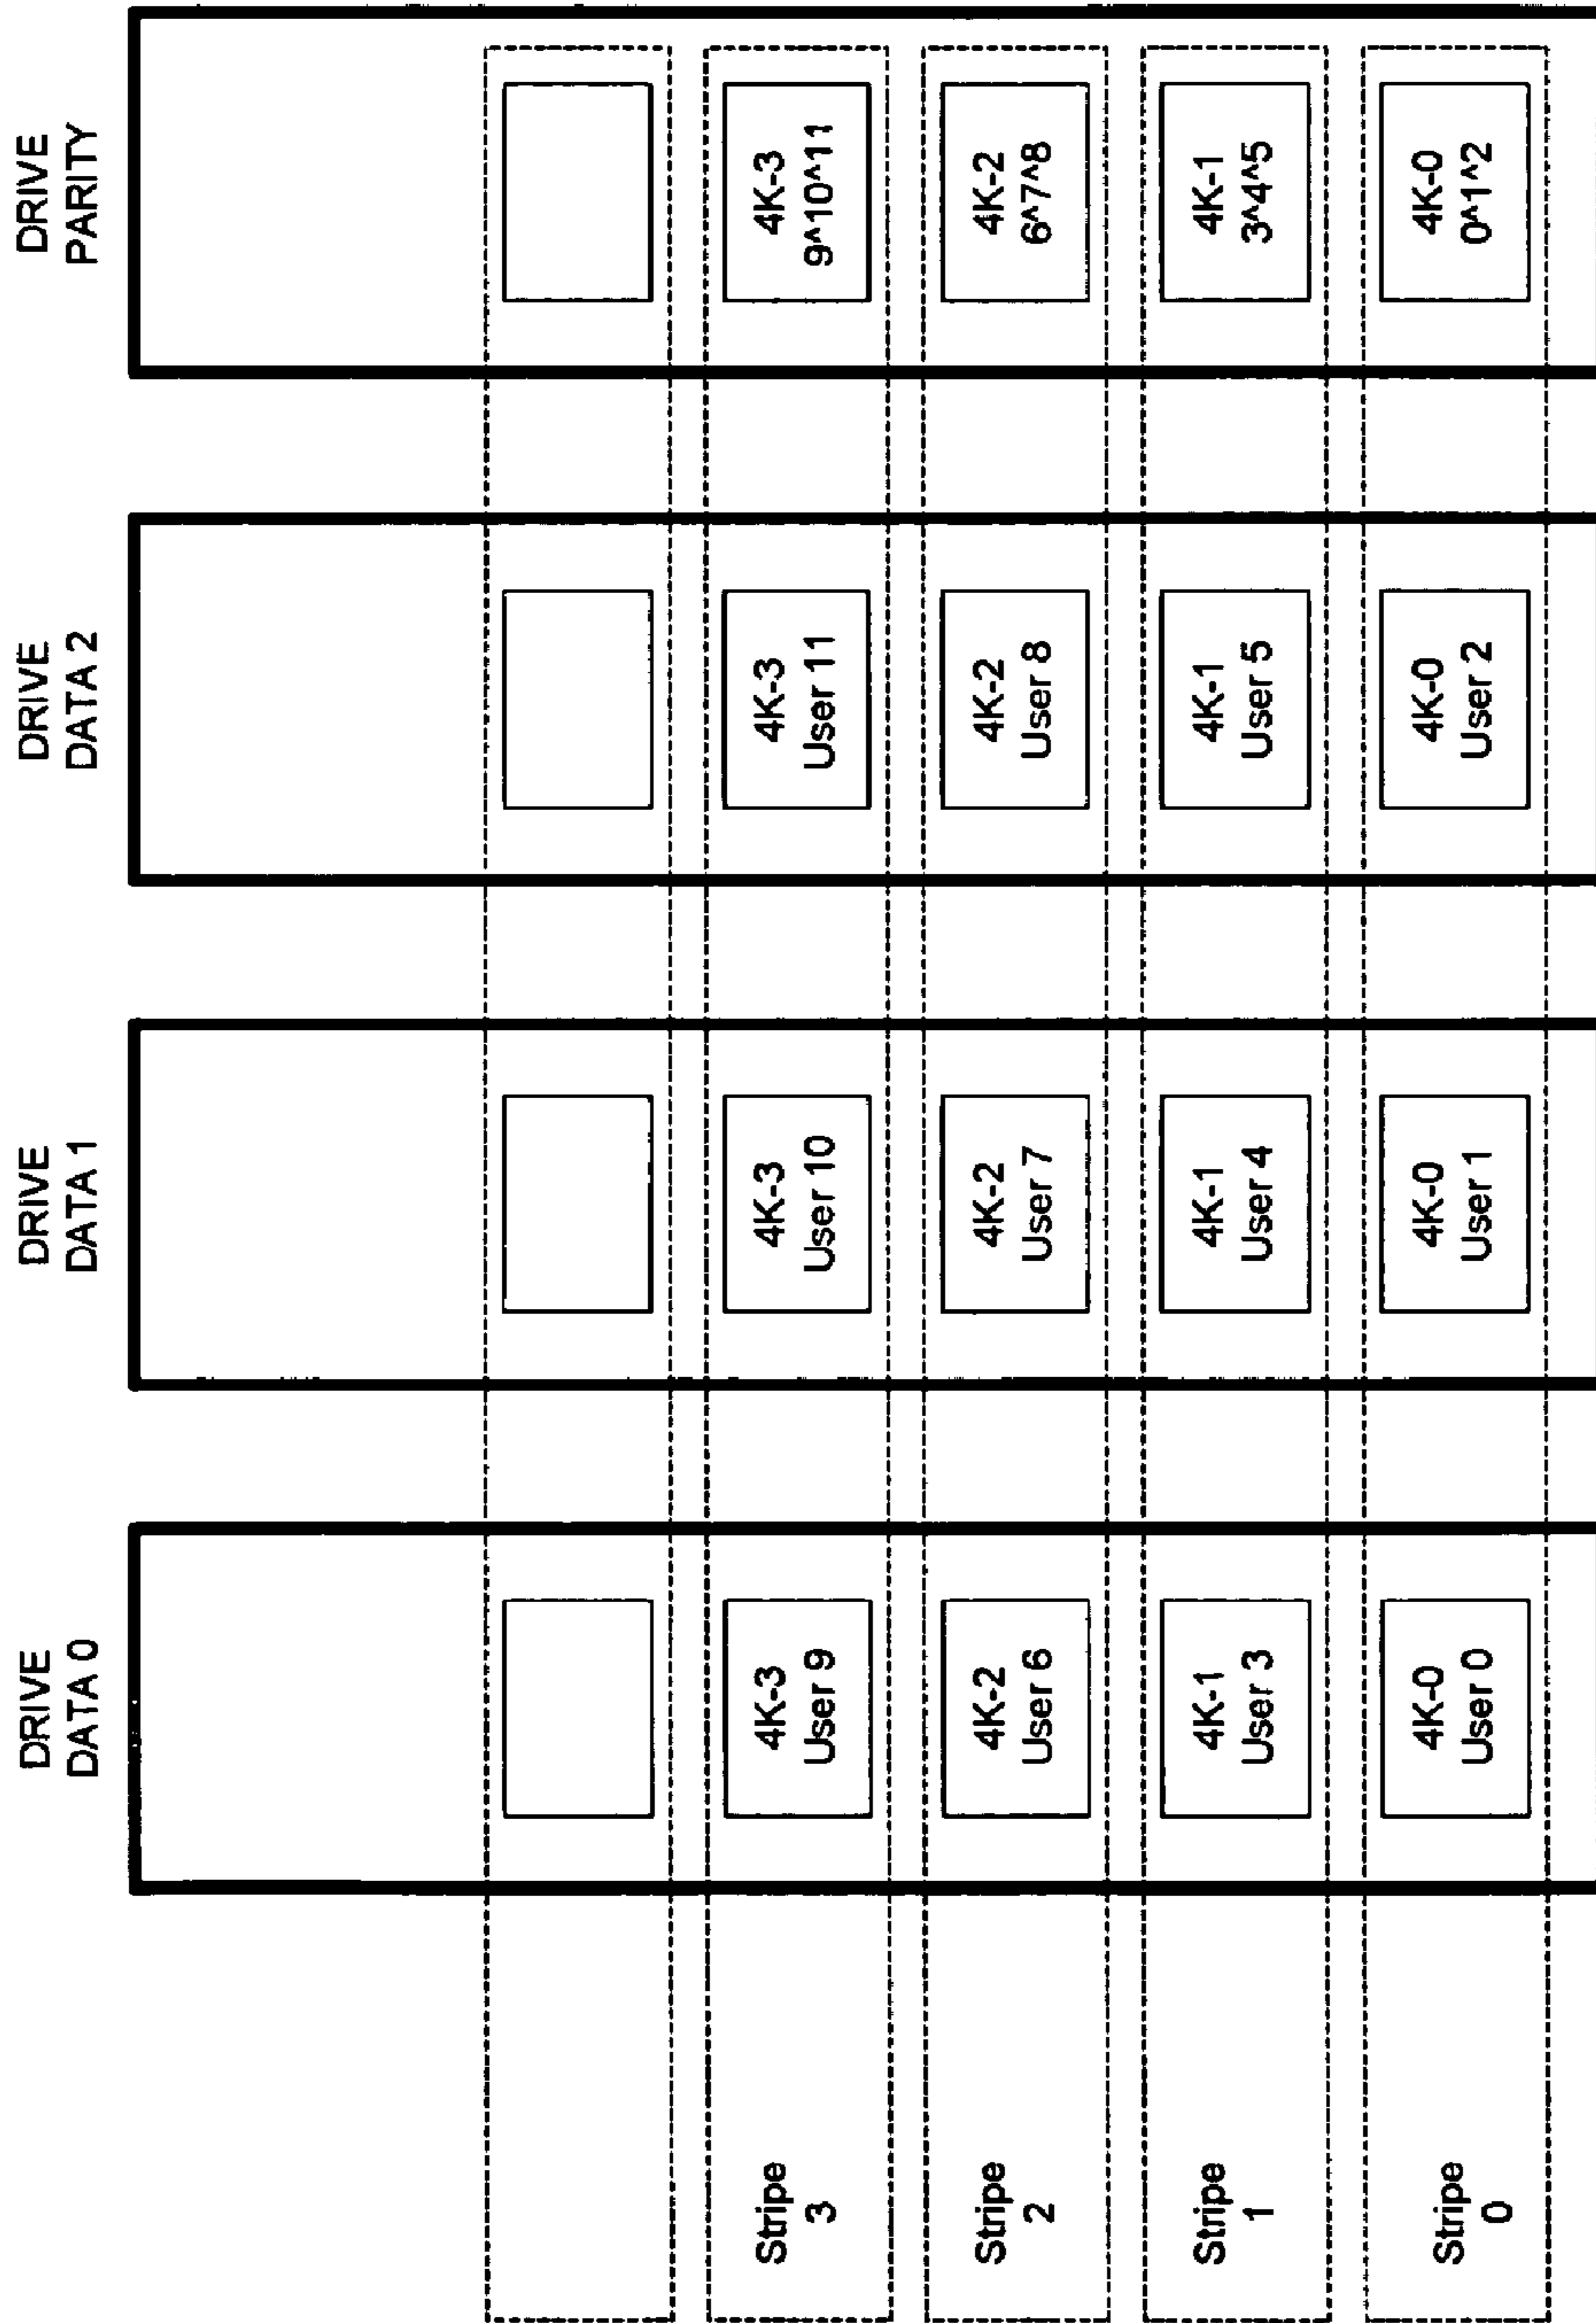 DRIVE
DATA 0
DRIVE
DATA 1
DRIVE
DATA 2
DRIVE
PARITY
Stripe
3
4K-3
User 9
4K-3
User 10
4K-3
User 11
4K-3
9^10^11
Stripe
2
4K-2
User 6
4K-2
User 7
4K-2
User 8
4K-2
6^7^8
Stripe
1
4K-1
User 3
4K-1
User 4
4K-1
User 5
4K-1
3^4^5
Stripe
0
4K-0
User 0
4K-0
User 1
4K-0
User 2
4K-0
0^1^2